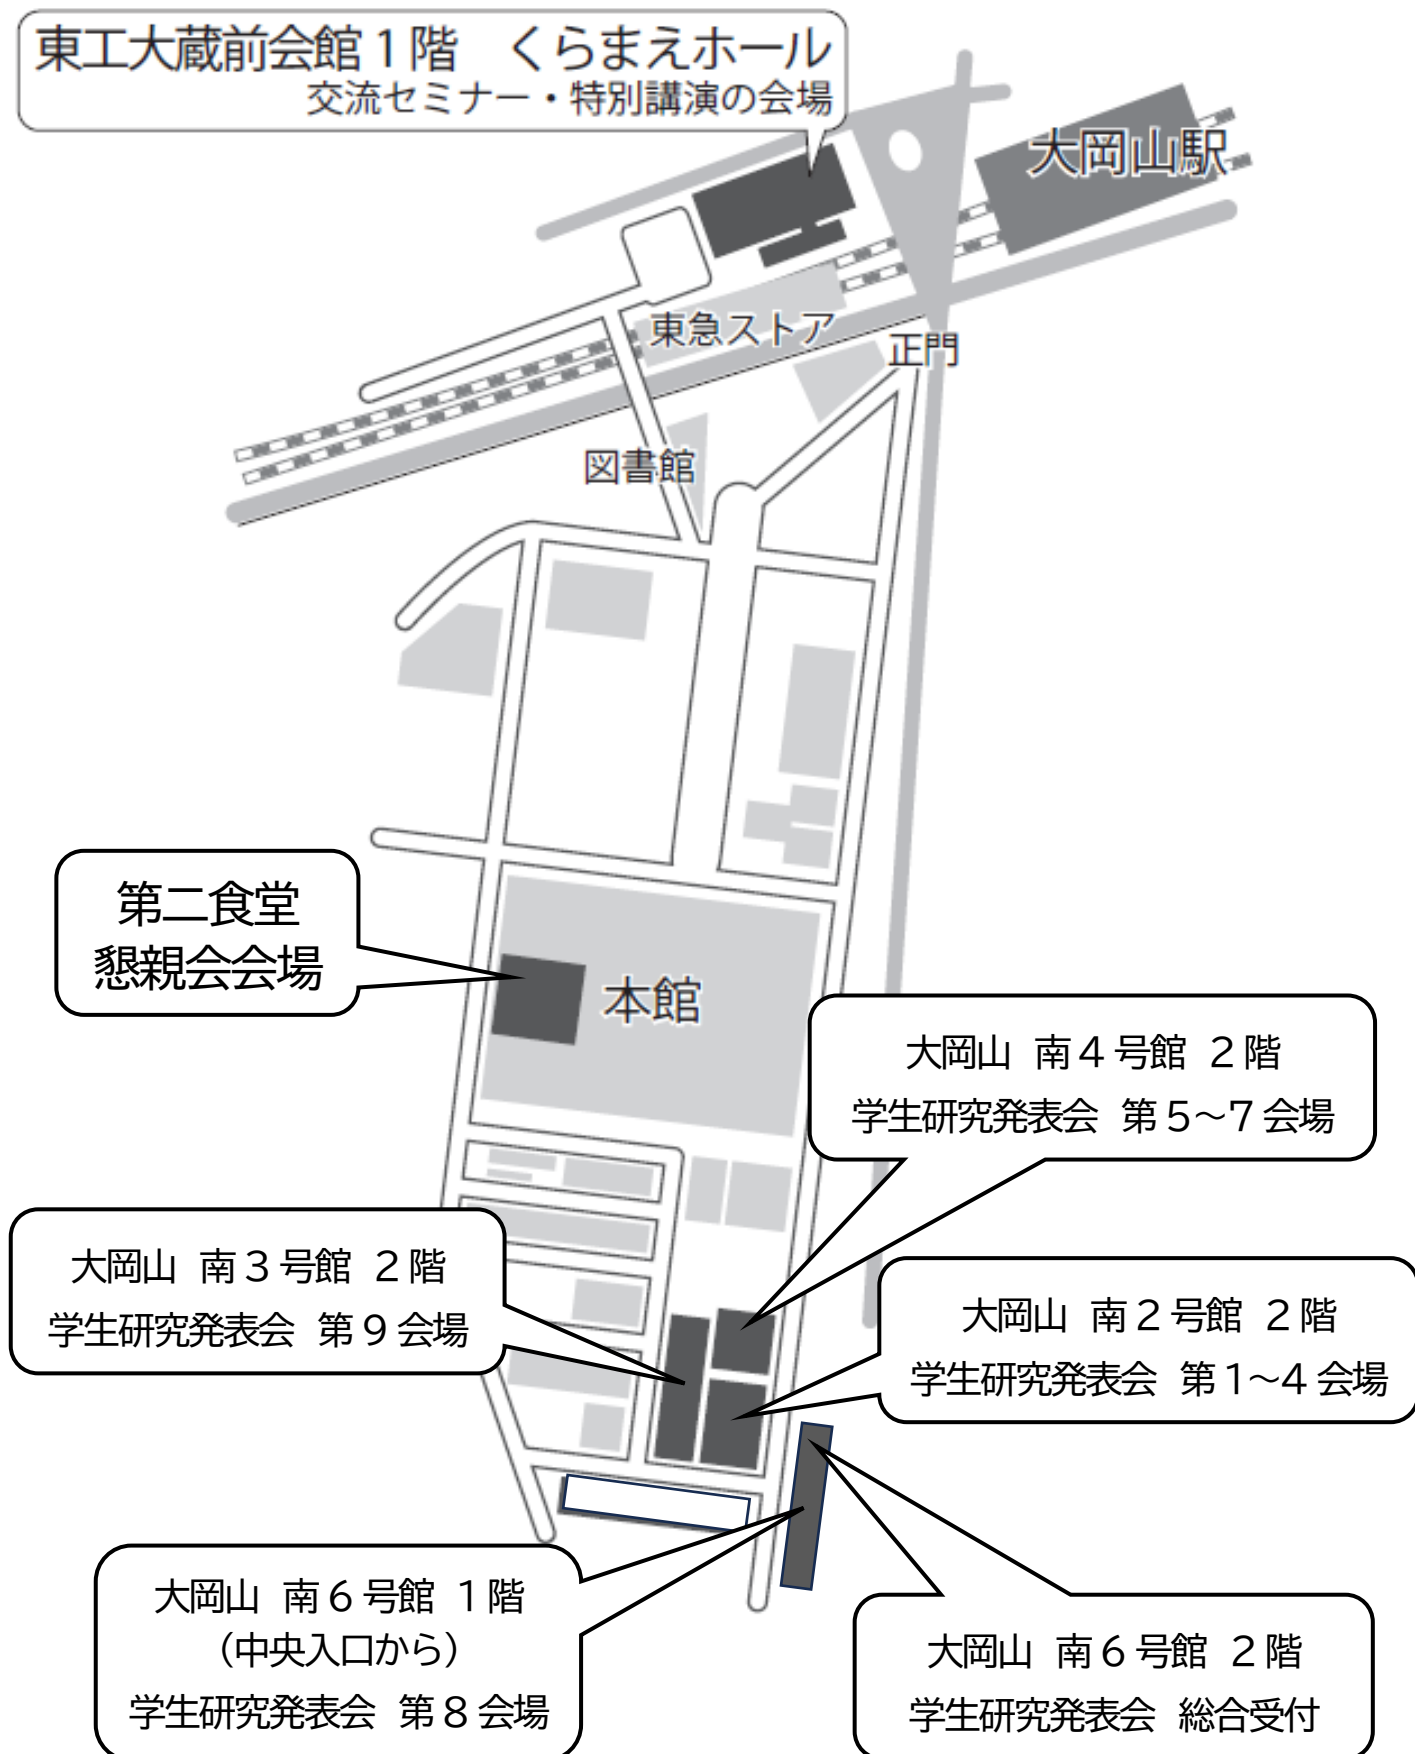 東工大蔵前会館１階　くらまえホール
交流セミナー・特別講演の会場
大岡山駅
東急ストア
正門
図書館
第二食堂
懇親会会場
本館
大岡山　南４号館　２階
学生研究発表会　第５～７会場
大岡山　南３号館　２階
学生研究発表会　第９会場
大岡山　南２号館　２階
学生研究発表会　第１～４会場
大岡山　南６号館　１階
（中央入口から）
学生研究発表会　第８会場
大岡山　南６号館　２階
学生研究発表会　総合受付